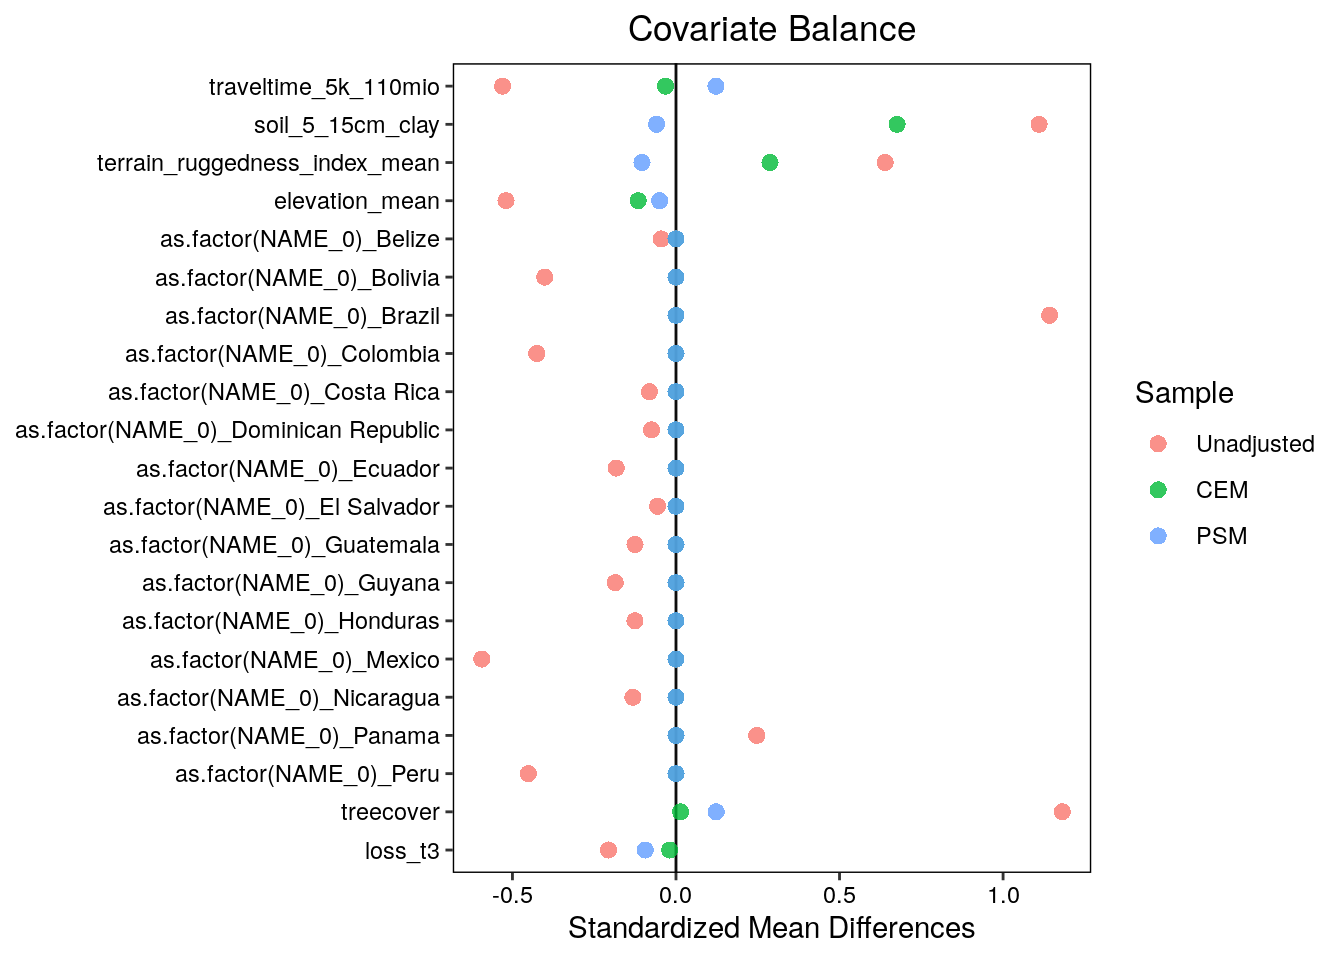 Covariate Balance
traveltime_5k_110mio
soil_5_15cm_clay
terrain_ruggedness_index_mean
elevation_mean
as.factor(NAME_0)_Belize
as.factor(NAME_0)_Bolivia
as.factor(NAME_0)_Brazil
as.factor(NAME_0)_Colombia
as.factor(NAME_0)_Costa Rica
as.factor(NAME_0)_Dominican Republic
as.factor(NAME_0)_Ecuador
as.factor(NAME_0)_El Salvador
as.factor(NAME_0)_Guatemala
as.factor(NAME_0)_Guyana
as.factor(NAME_0)_Honduras
as.factor(NAME_0)_Mexico
as.factor(NAME_0)_Nicaragua
as.factor(NAME_0)_Panama
as.factor(NAME_0)_Peru
treecover
loss_t3
-0.5 0.0 0.5 1.0
Standardized Mean Differences
Sample
Unadjusted
CEM
PSM